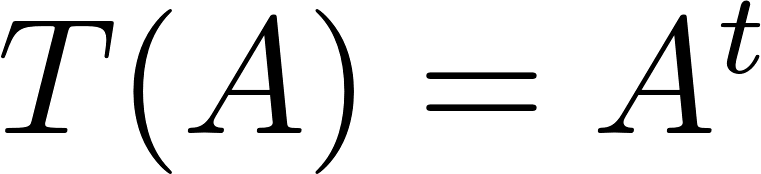 T(A) = A^t